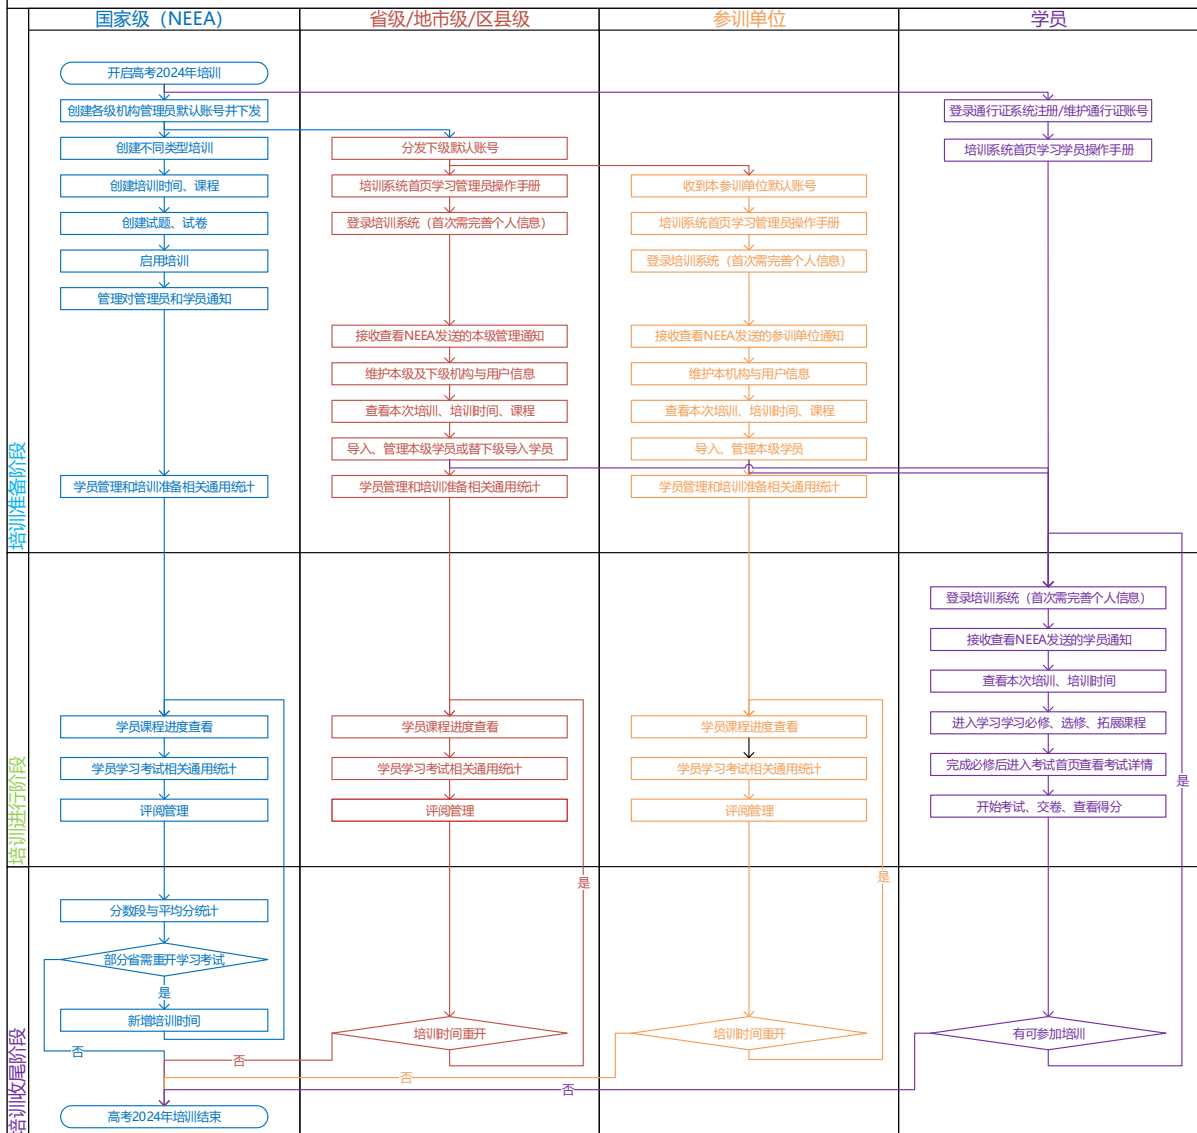 国家级（NEEA）
省级/地市级/区县级
参训单位
学员
培训准备阶段
开启高考2024年培训
创建各级机构管理员默认账号并下发
创建不同类型培训
创建培训时间、课程
创建试题、试卷
启用培训
管理对管理员和学员通知
学员管理和培训准备相关通用统计
分发下级默认账号
培训系统首页学习管理员操作手册
登录培训系统（首次需完善个人信息）
接收查看NEEA发送的本级管理通知
维护本级及下级机构与用户信息
查看本次培训、培训时间、课程
导入、管理本级学员或替下级导入学员
学员管理和培训准备相关通用统计
收到本参训单位默认账号
培训系统首页学习管理员操作手册
登录培训系统（首次需完善个人信息）
接收查看NEEA发送的参训单位通知
维护本机构与用户信息
查看本次培训、培训时间、课程
导入、管理本级学员
学员管理和培训准备相关通用统计
登录通行证系统注册/维护通行证账号
培训系统首页学习学员操作手册
培训进行阶段
学员课程进度查看
学员学习考试相关通用统计
评阅管理
学员课程进度查看
学员学习考试相关通用统计
评阅管理
学员课程进度查看
学员学习考试相关通用统计
评阅管理
登录培训系统（首次需完善个人信息）
接收查看NEEA发送的学员通知
查看本次培训、培训时间
进入学习学习必修、选修、拓展课程
完成必修后进入考试首页查看考试详情
开始考试、交卷、查看得分
是
培训收尾阶段
分数段与平均分统计
部分省需重开学习考试
是
新增培训时间
否
高考2024年培训结束
是
培训时间重开
否
是
培训时间重开
否
有可参加培训
否